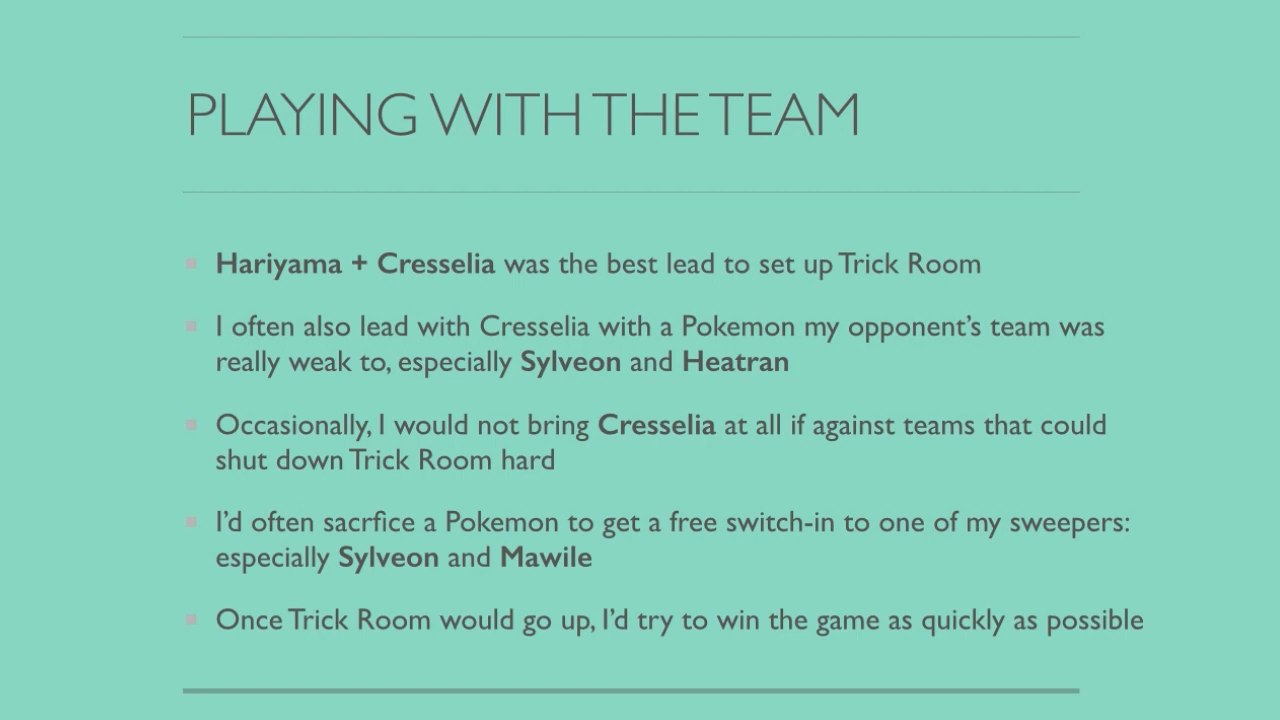 PLAYING WITH THE TEAM
Hariyama + Cresselia was the best lead to set up Trick Room
I often also lead with Cresselia with a Pokemon my opponent's team was
really weak to, especially Sylveon and Heatran
Occasionally, I would not bring Cresselia at all if against teams that could
shut down Trick Room hard
I'd often sacrfice a Pokemon to get a free switch-in to one of my sweepers:
especially Sylveon and Mawile
Once Trick Room would go up, I'd try to win the game as quickly as possible